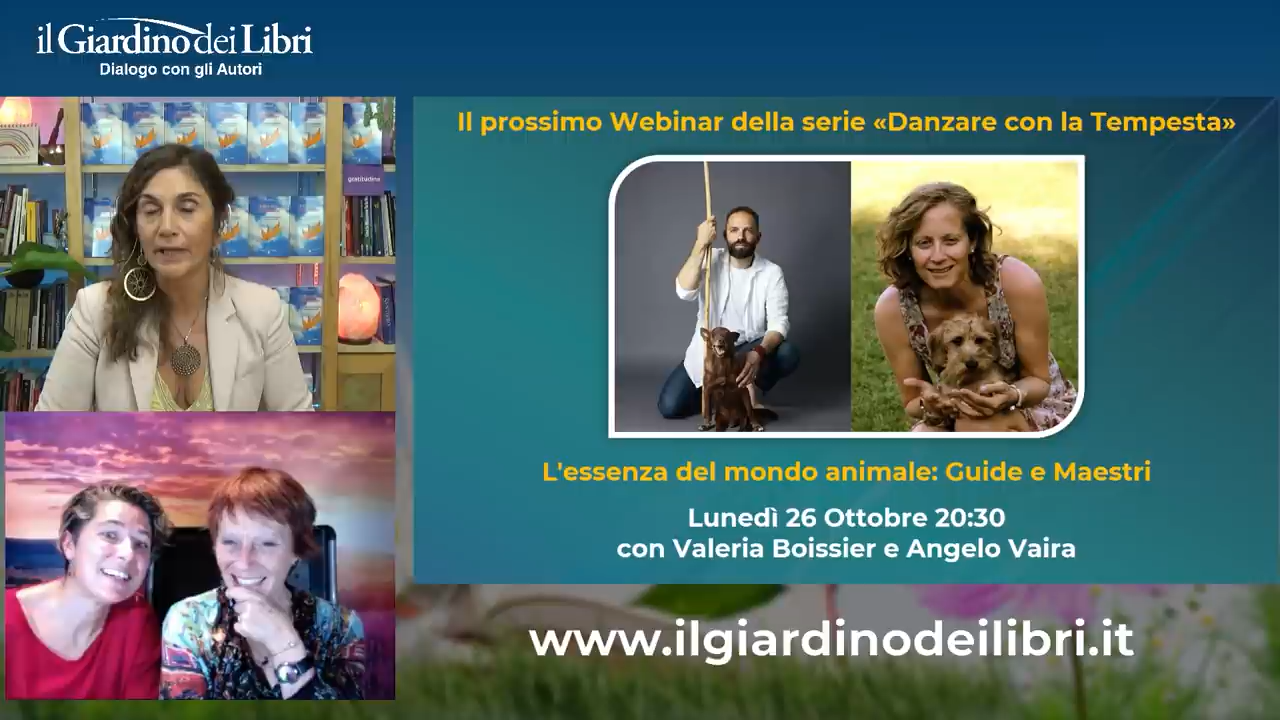 il Giardino dei Libri
Dialogo con gli Autori
gratitudine
Il prossimo Webinar della serie «Danzare con la Tempesta»
L'essenza del mondo animale: Guide e Maestri
Lunedì 26 Ottobre 20:30
con Valeria Boissier e Angelo Vaira
www.ilgiardinodeilibri.it